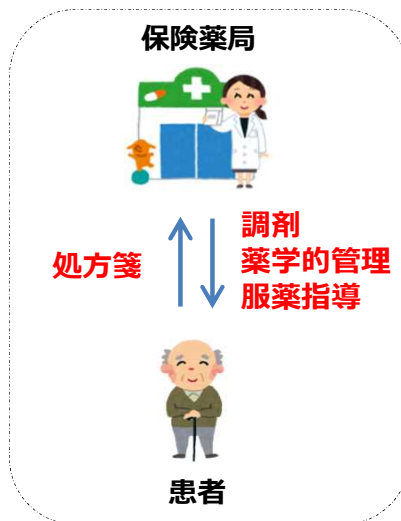 保険薬局
処方箋
調剤
薬学的管理
服薬指導
患者